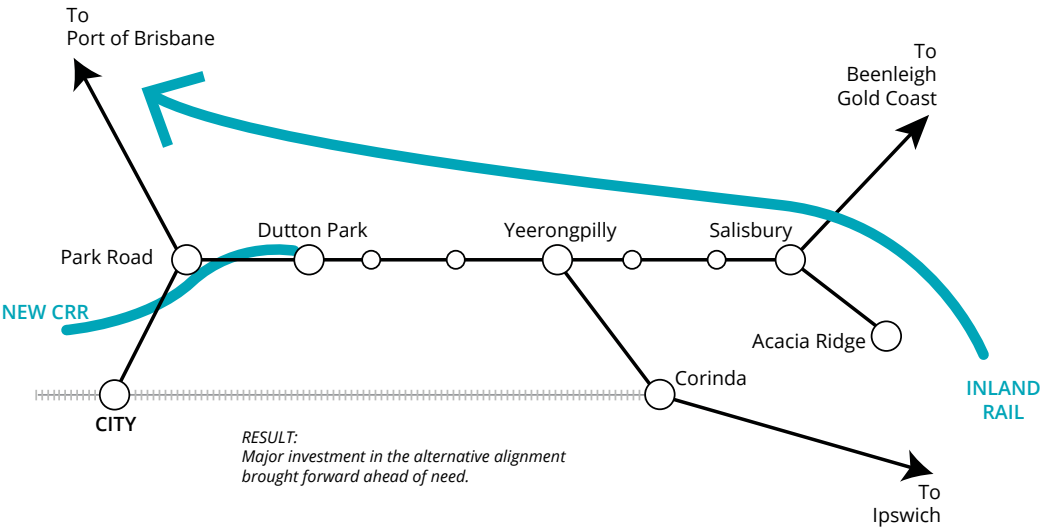 To
Port of Brisbane
To
Beenleigh
Gold Coast
Park Road
Dutton Park
Yeerongpilly
Salisbury
NEW CRR
Acacia Ridge
Corinda
INLAND
RAIL
CITY
RESULT:
Major investment in the alternative alignment
brought forward ahead of need.
To
Ipswich